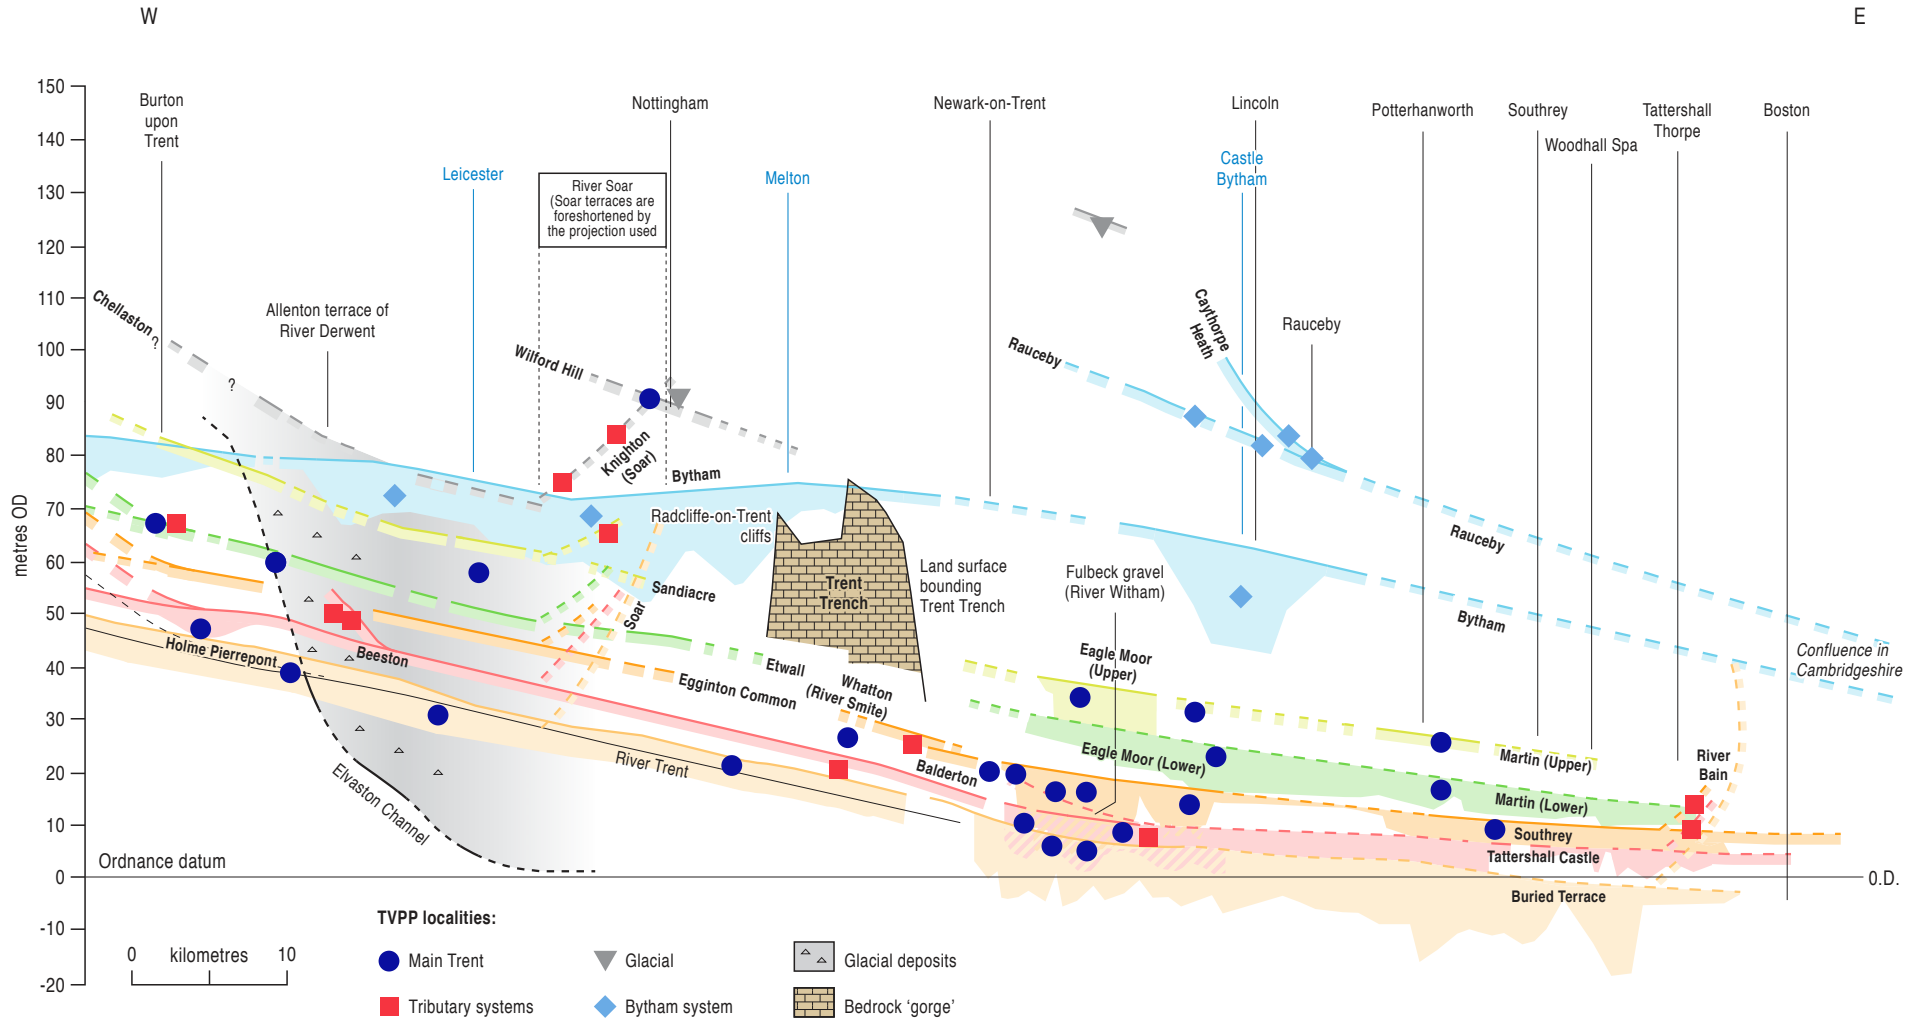 W
E
150
140
130
120
110
100
90
80
70
60
50
40
30
20
10
0
-10
-20
metres OD
Burton
upon
Trent
Allenton terrace of
River Derwent
Leicester
River Soar
(Soar terraces are
foreshortened by
the projection used
Nottingham
Melton
Newark-on-Trent
Castle
Bytham
Lincoln
Rauceby
Potterhanworth
Southrey
Woodhall Spa
Tattershall
Thorpe
Boston
Chellaston
?
?
Wilford Hill
Knighton
(Soar)
Bytham
Radcliffe-on-Trent
cliffs
Trent
Trench
Land surface
bounding
Trent Trench
Rauceby
Caythorpe
Heath
Rauceby
Bytham
Confluence in
Cambridgeshire
Fulbeck gravel
(River Witham)
Sandiacre
Soar
Etwall
Egginton Common
Whatton
(River Smite)
Balderton
Eagle Moor
(Upper)
Eagle Moor (Lower)
Martin (Upper)
Martin (Lower)
River
Bain
Southrey
Tattershall Castle
Buried Terrace
Holme Pierrepont
Beeston
River Trent
Elvaston Channel
Ordnance datum
O.D.
0 kilometres 10
TVPP localities:
Main Trent
Glacial
Glacial deposits
Tributary systems
Bytham system
Bedrock ‘gorge’